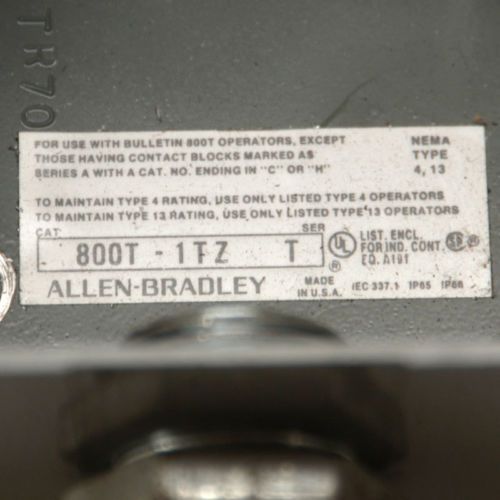 TR70
FOR USE WITH BULLETIN 800T OPERATORS, EXCEPT
THOSE HAVING CONTACT BLOCKS MARKED AS
SERIES A WITH A CAT. NO. ENDING IN "C" OR "H"
NEMA
TYPE
4, 13
TO MAINTAIN TYPE 4 RATING, USE ONLY LISTED TYPE 4 OPERATORS
TO MAINTAIN TYPE 13 RATING, USE ONLY LISTED TYPE 13 OPERATORS
CAT SER
800T - 1TZ T
UL
LIST. ENCL.
FOR IND. CONT.
EQ. A191
ALLEN-BRADLEY
MADE
IN U.S.A.
IEC 337.1 IP65 IP66